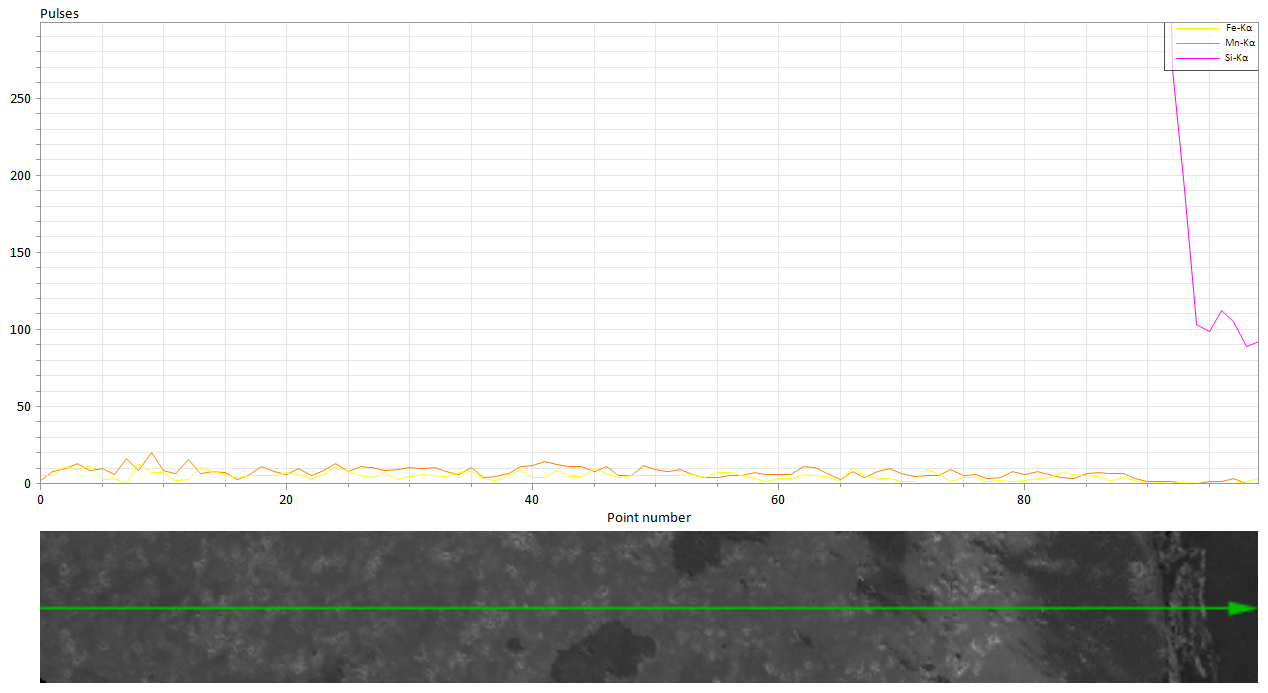 Pulses
Fe-Kα
Mn-Kα
Si-Kα
250
200
150
100
50
0
0 20 40 60 80
Point number